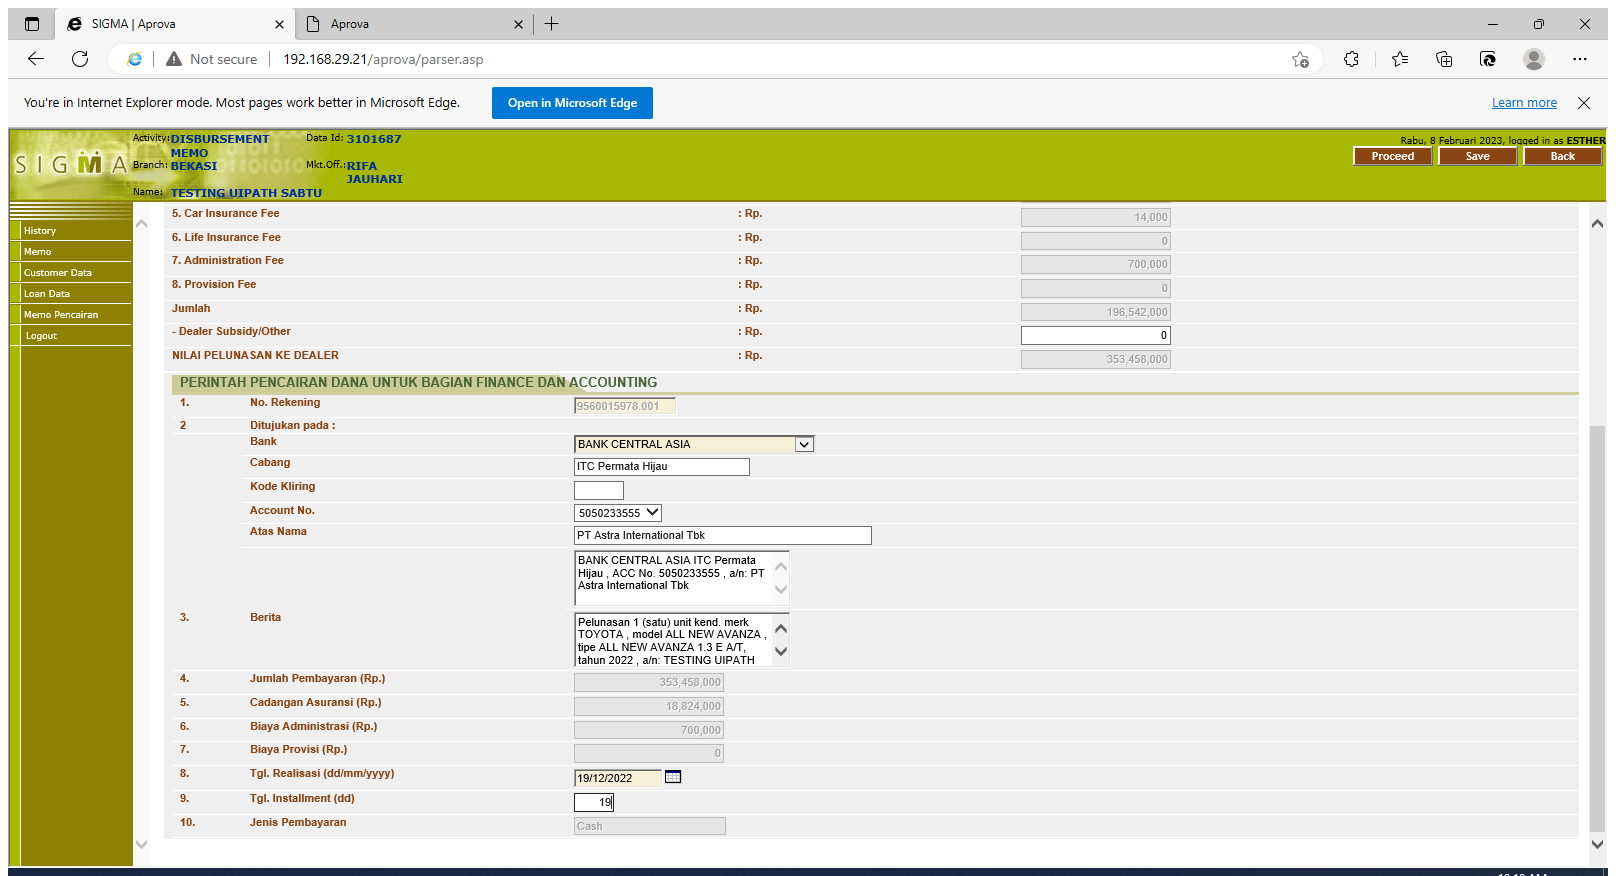 SIGMA | Aprova
Aprova
Not secure
192.168.29.21/aprova/parser.asp
You're in Internet Explorer mode. Most pages work better in Microsoft Edge.
Open in Microsoft Edge
Learn more
SIGMA
Activity: DISBURSEMENT MEMO
Data Id: 3101687
Branch: BEKASI
Mkt.Off.: RIFA JAUHARI
Name: TESTING UIPATH SABTU
Rabu, 8 Februari 2023, logged in as ESTHER
Proceed
Save
Back
History
Memo
Customer Data
Loan Data
Memo Pencairan
Logout
5. Car Insurance Fee : Rp. 14,000
6. Life Insurance Fee : Rp. 0
7. Administration Fee : Rp. 700,000
8. Provision Fee : Rp. 0
Jumlah : Rp. 196,542,000
- Dealer Subsidy/Other : Rp. 0
NILAI PELUNASAN KE DEALER : Rp. 353,458,000
PERINTAH PENCAIRAN DANA UNTUK BAGIAN FINANCE DAN ACCOUNTING
1. No. Rekening 9560015978.001
2 Ditujukan pada :
Bank BANK CENTRAL ASIA
Cabang ITC Permata Hijau
Kode Kliring
Account No. 5050233555
Atas Nama PT Astra International Tbk
BANK CENTRAL ASIA ITC Permata
Hijau , ACC No. 5050233555 , a/n: PT
Astra International Tbk
3. Berita
Pelunasan 1 (satu) unit kend. merk
TOYOTA , model ALL NEW AVANZA ,
tipe ALL NEW AVANZA 1.3 E A/T,
tahun 2022 , a/n: TESTING UIPATH
4. Jumlah Pembayaran (Rp.) 353,458,000
5. Cadangan Asuransi (Rp.) 18,824,000
6. Biaya Administrasi (Rp.) 700,000
7. Biaya Provisi (Rp.) 0
8. Tgl. Realisasi (dd/mm/yyyy) 19/12/2022
9. Tgl. Installment (dd) 19
10. Jenis Pembayaran Cash